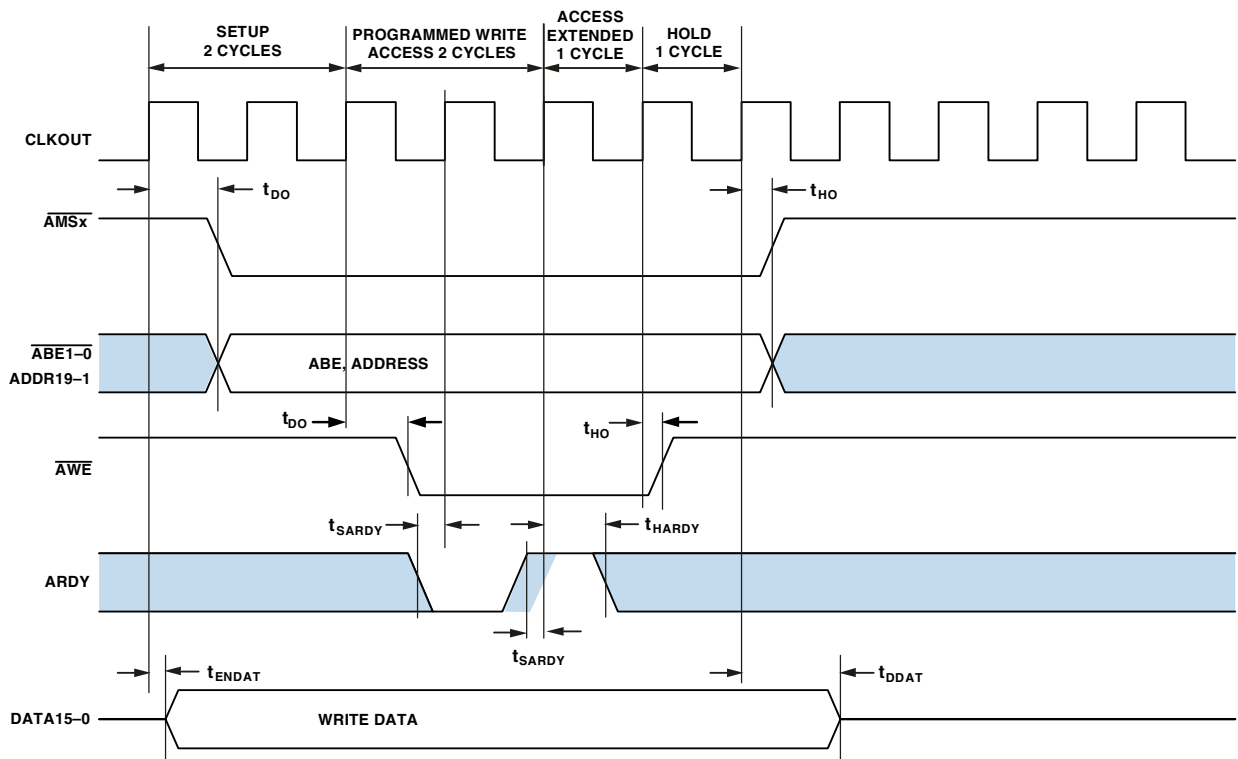 SETUP
2 CYCLES
PROGRAMMED WRITE
ACCESS 2 CYCLES
ACCESS
EXTENDED
1 CYCLE
HOLD
1 CYCLE
CLKOUT
tDO
tHO
AMSx
ABE1–0
ADDR19–1
ABE, ADDRESS
tDO
tHO
AWE
tSARDY
tHARDY
ARDY
tSARDY
tENDAT
tDDAT
DATA15–0
WRITE DATA